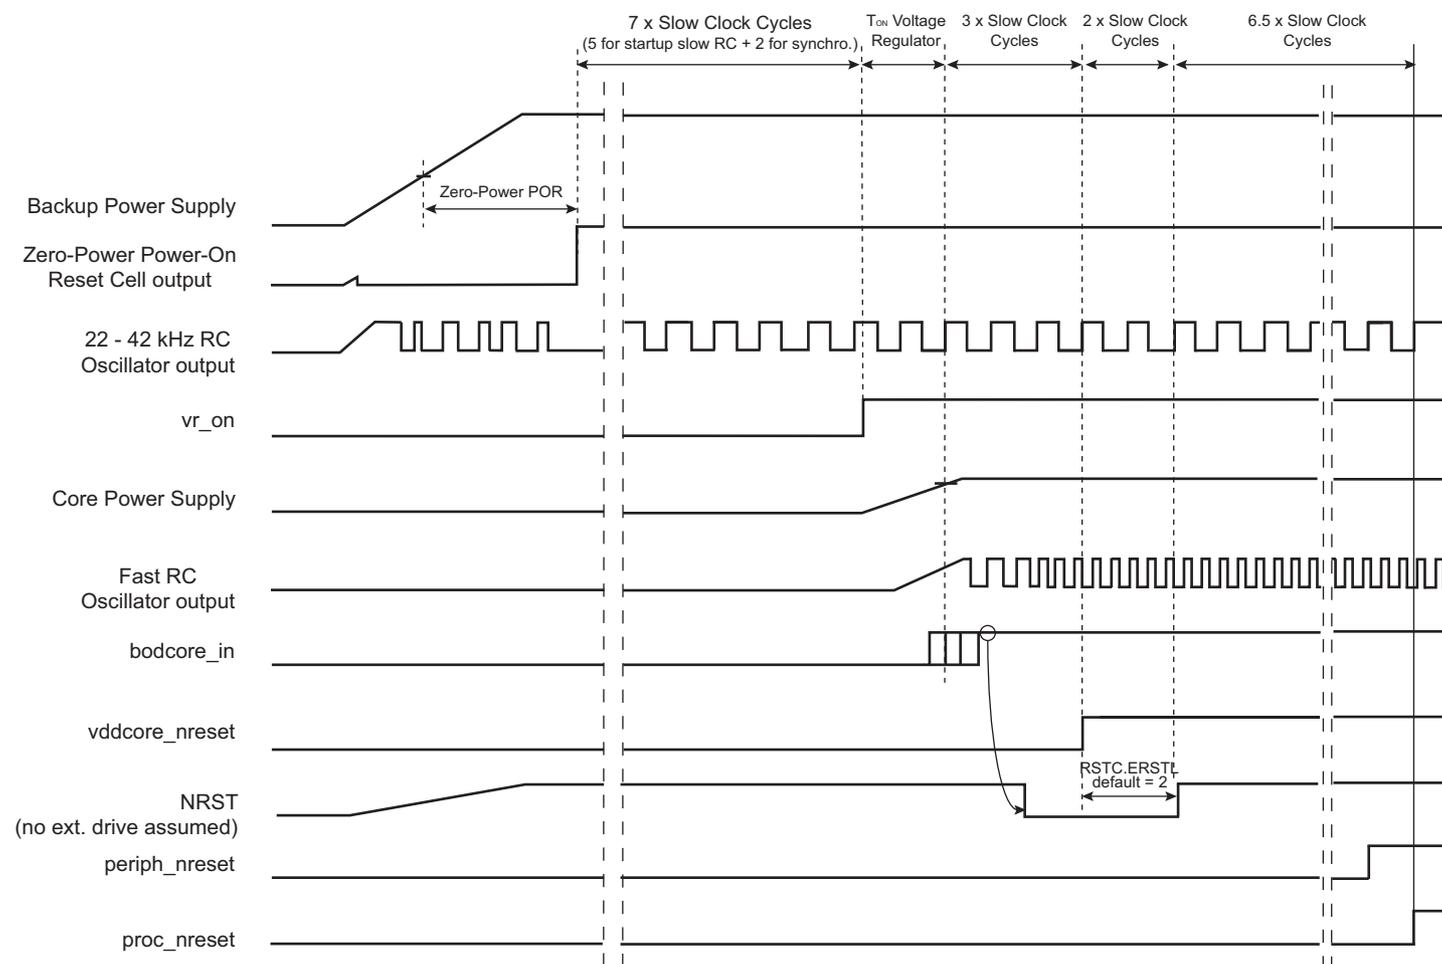 7 x Slow Clock Cycles
(5 for startup slow RC + 2 for synchro.)
TON Voltage
Regulator
3 x Slow Clock
Cycles
2 x Slow Clock
Cycles
6.5 x Slow Clock
Cycles
Backup Power Supply
Zero-Power POR
Zero-Power Power-On
Reset Cell output
22 - 42 kHz RC
Oscillator output
vr_on
Core Power Supply
Fast RC
Oscillator output
bodcore_in
vddcore_nreset
RSTC.ERSTL
default = 2
NRST
(no ext. drive assumed)
periph_nreset
proc_nreset